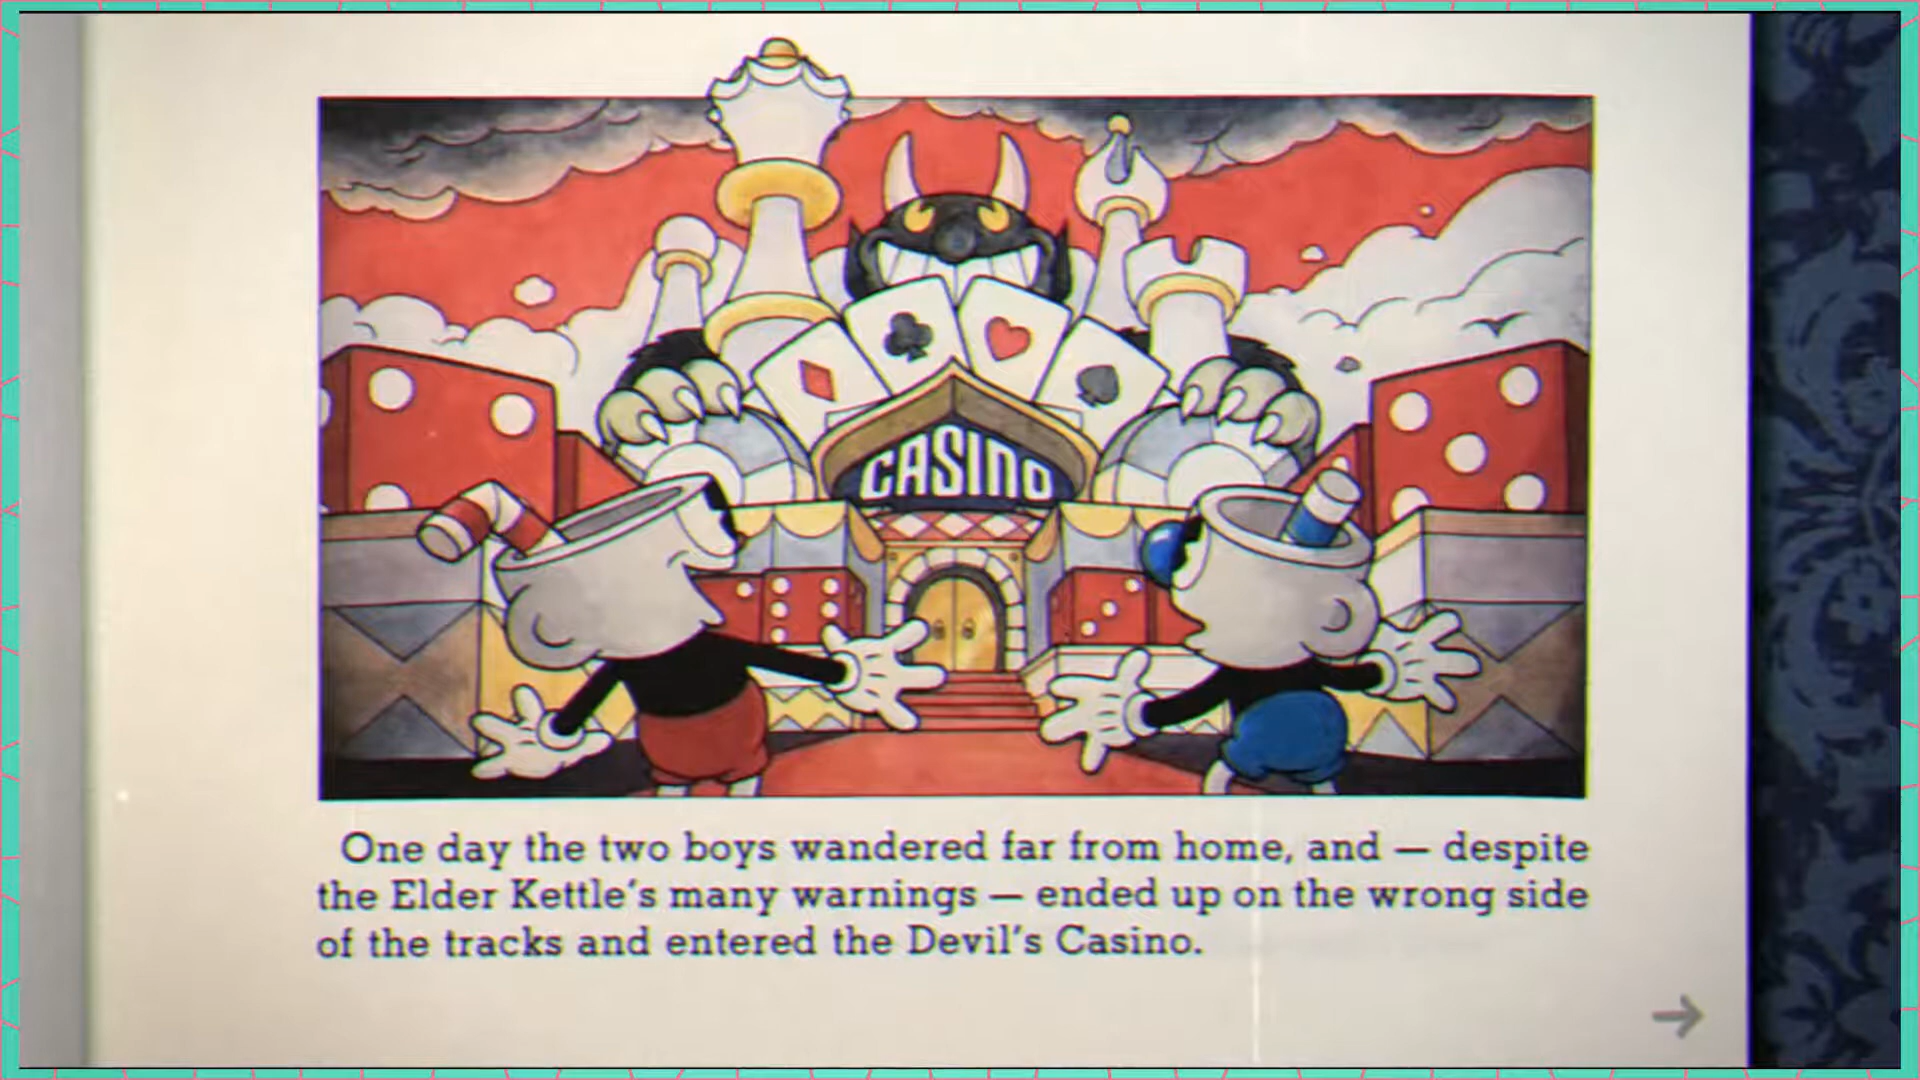 CASINO
One day the two boys wandered far from home, and — despite
the Elder Kettle's many warnings — ended up on the wrong side
of the tracks and entered the Devil's Casino.